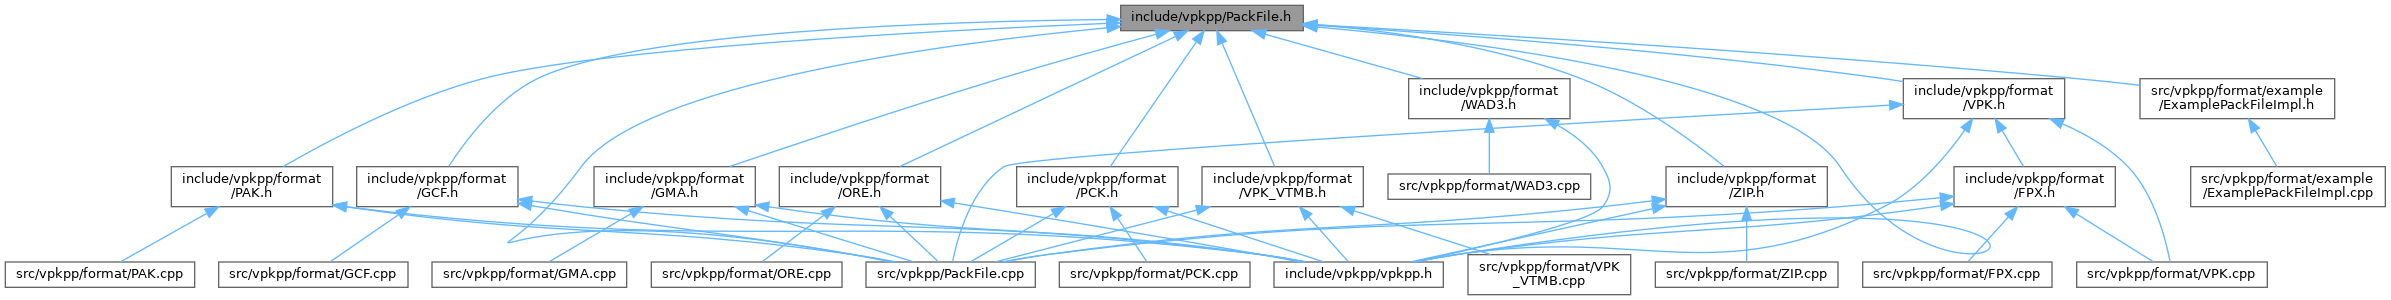 include/vpkpp/PackFile.h
include/vpkpp/format
/WAD3.h
include/vpkpp/format
/VPK.h
src/vpkpp/format/example
/ExamplePackFileImpl.h
include/vpkpp/format
/PAK.h
include/vpkpp/format
/GCF.h
include/vpkpp/format
/GMA.h
include/vpkpp/format
/ORE.h
include/vpkpp/format
/PCK.h
include/vpkpp/format
/VPK_VTMB.h
src/vpkpp/format/WAD3.cpp
include/vpkpp/format
/ZIP.h
include/vpkpp/format
/FPX.h
src/vpkpp/format/example
/ExamplePackFileImpl.cpp
src/vpkpp/format/PAK.cpp
src/vpkpp/format/GCF.cpp
src/vpkpp/format/GMA.cpp
src/vpkpp/format/ORE.cpp
src/vpkpp/PackFile.cpp
src/vpkpp/format/PCK.cpp
include/vpkpp/vpkpp.h
src/vpkpp/format/VPK
_VTMB.cpp
src/vpkpp/format/ZIP.cpp
src/vpkpp/format/FPX.cpp
src/vpkpp/format/VPK.cpp